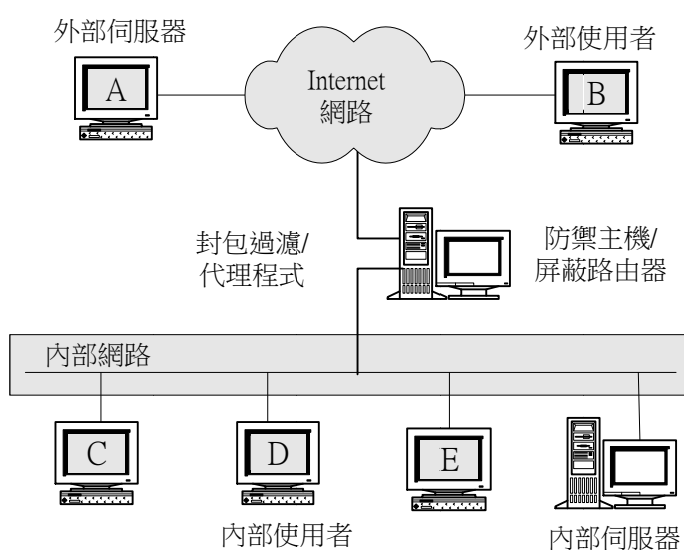 外部伺服器
外部使用者
Internet
網路
A
B
封包過濾/
代理程式
防禦主機/
屏蔽路由器
內部網路
C
D
E
內部使用者
內部伺服器